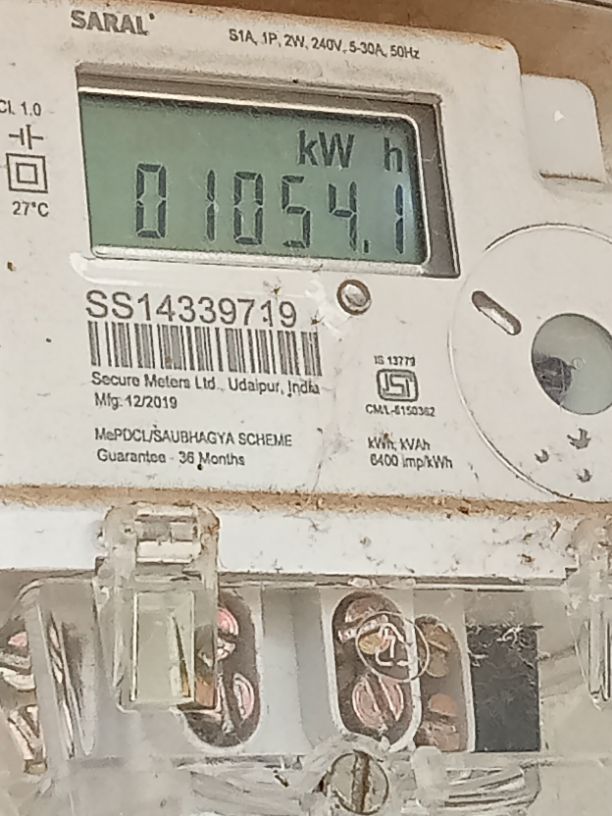 SARAL
S1A, 1P, 2W, 240V, 5-30A, 50Hz
CL 1.0
27°C
kW h
01054.1
SS14339719
Secure Meters Ltd., Udaipur, India
Mfg: 12/2019
MePDCL/SAUBHAGYA SCHEME
Guarantee - 36 Months
IS 13779
ISI
CM/L-6150362
kWh, kVAh
6400 imp/kWh